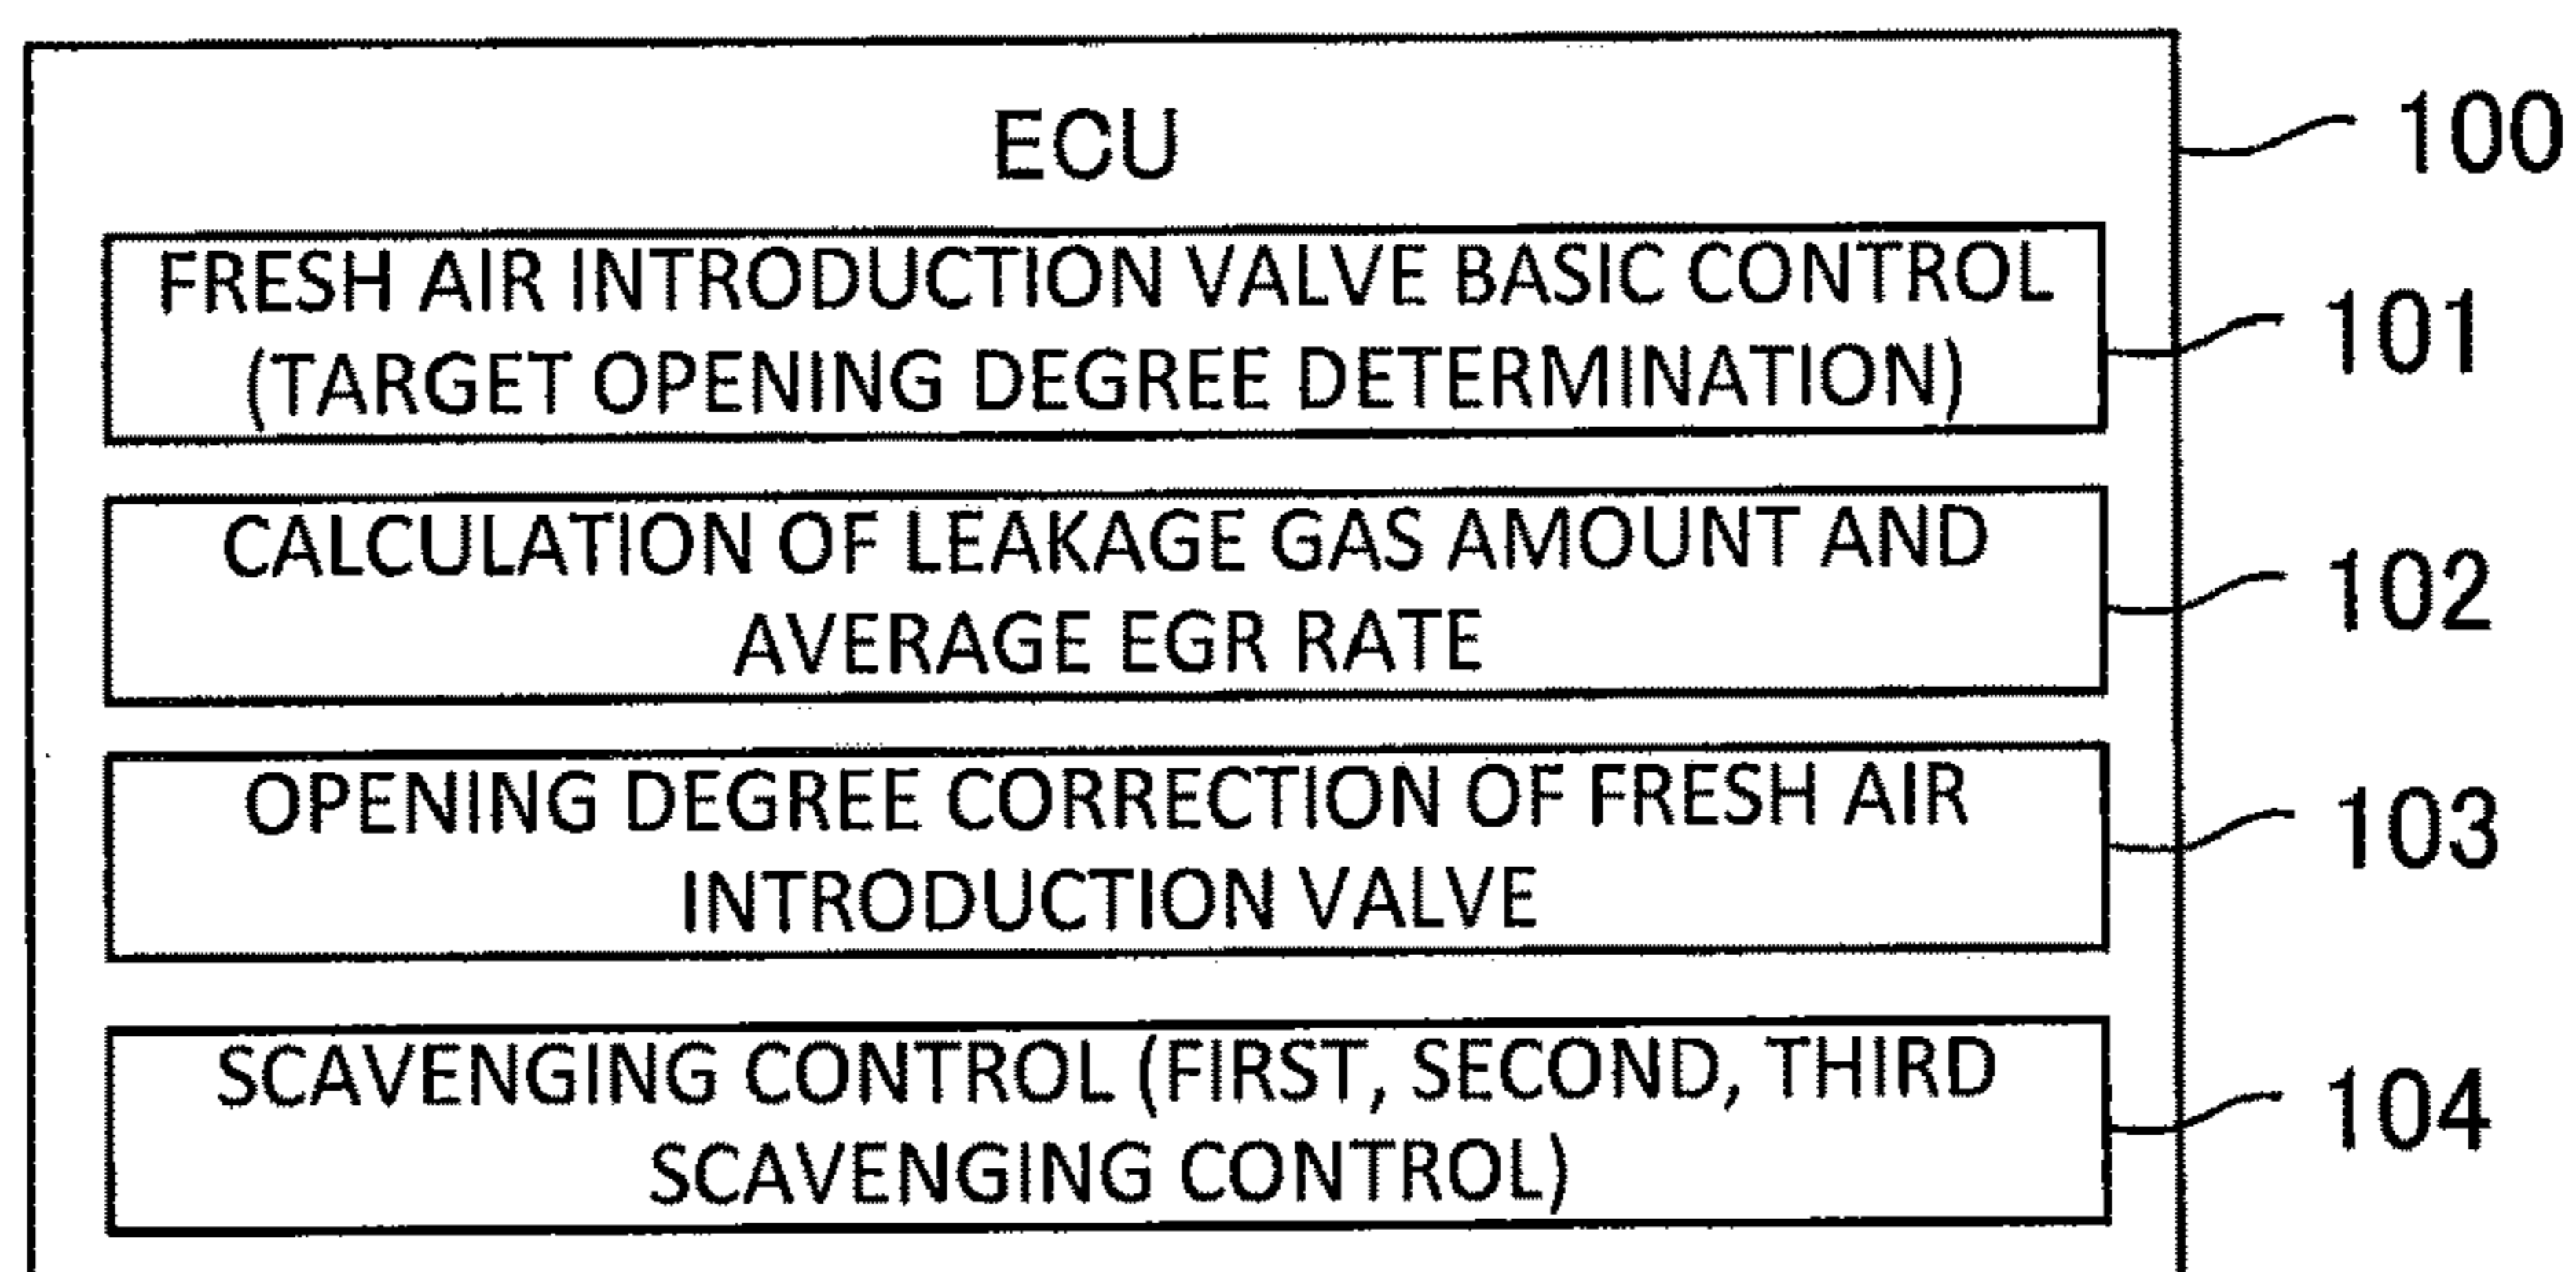 ECU
100
FRESH AIR INTRODUCTION VALVE BASIC CONTROL
(TARGET OPENING DEGREE DETERMINATION)
101
CALCULATION OF LEAKAGE GAS AMOUNT AND
AVERAGE EGR RATE
102
OPENING DEGREE CORRECTION OF FRESH AIR
INTRODUCTION VALVE
103
SCAVENGING CONTROL (FIRST, SECOND, THIRD
SCAVENGING CONTROL)
104